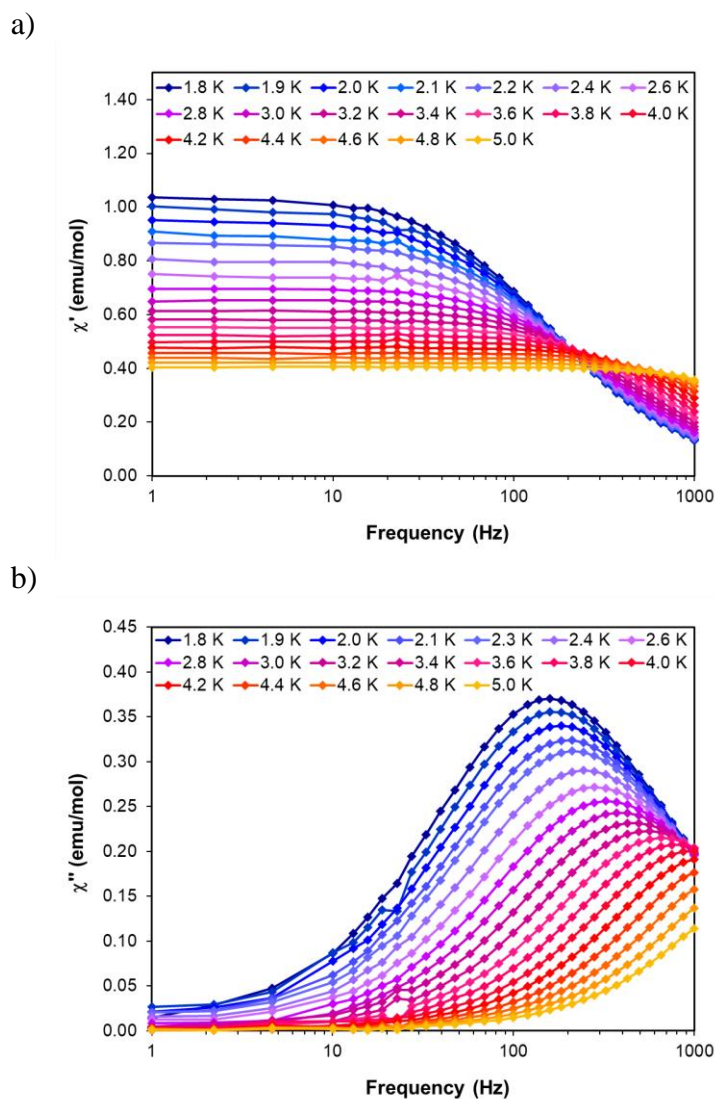 a)
1.8 K 1.9 K 2.0 K 2.1 K 2.2 K 2.4 K 2.6 K
2.8 K 3.0 K 3.2 K 3.4 K 3.6 K 3.8 K 4.0 K
4.2 K 4.4 K 4.6 K 4.8 K 5.0 K
1.40
1.20
1.00
0.80
0.60
0.40
0.20
0.00
χ' (emu/mol)
1 10 100 1000
Frequency (Hz)
b)
1.8 K 1.9 K 2.0 K 2.1 K 2.3 K 2.4 K 2.6 K
2.8 K 3.0 K 3.2 K 3.4 K 3.6 K 3.8 K 4.0 K
4.2 K 4.4 K 4.6 K 4.8 K 5.0 K
0.45
0.40
0.35
0.30
0.25
0.20
0.15
0.10
0.05
0.00
χ" (emu/mol)
1 10 100 1000
Frequency (Hz)